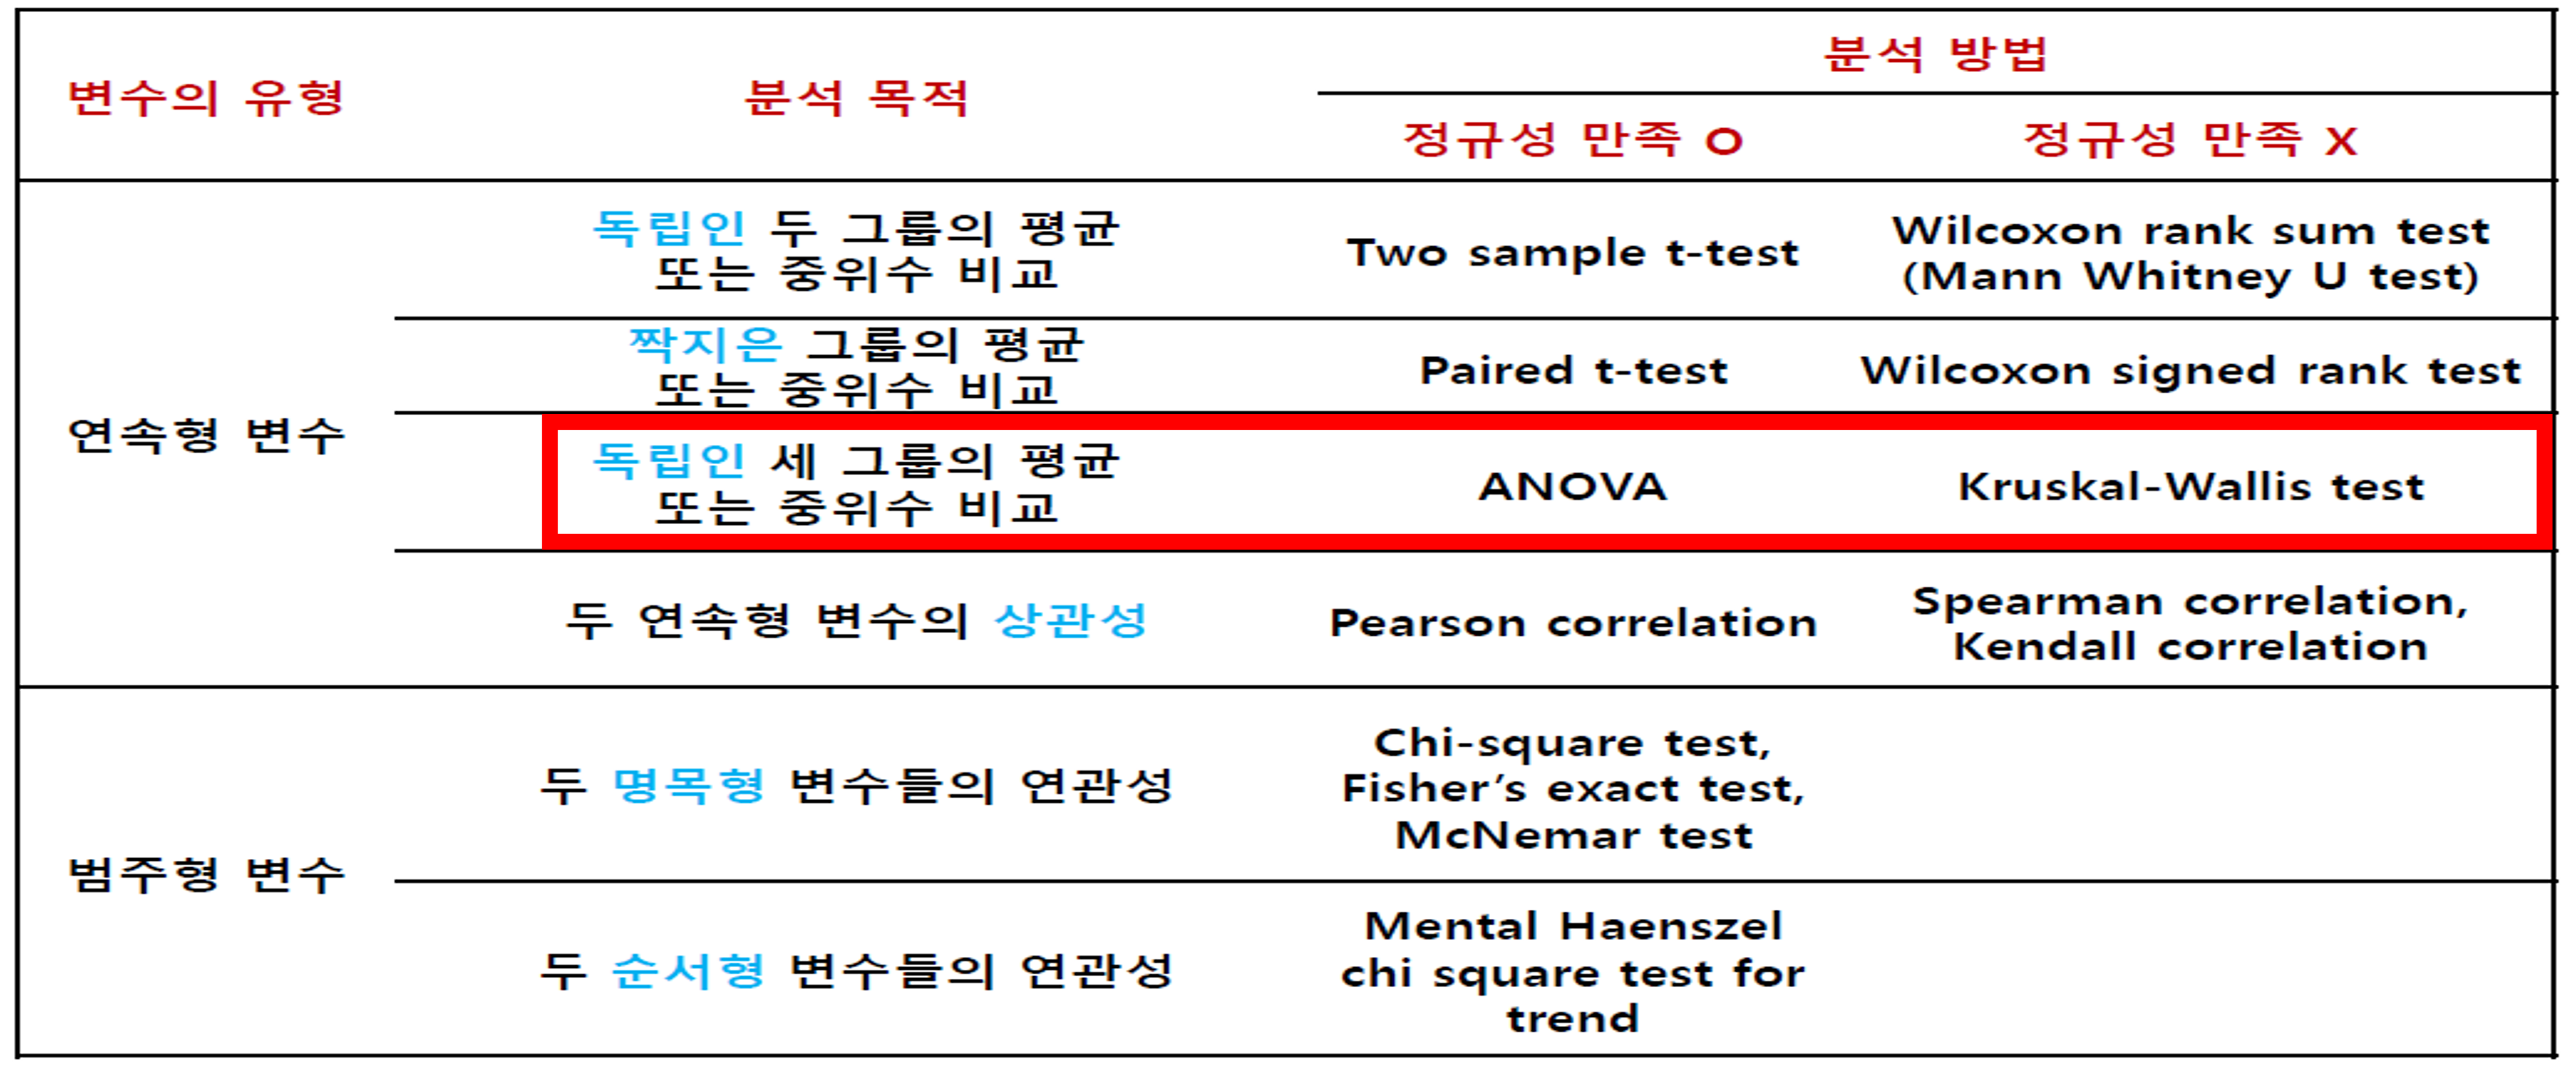 변수의 유형
분석 목적
분석 방법
정규성 만족 O
정규성 만족 X
연속형 변수
독립인 두 그룹의 평균
또는 중위수 비교
Two sample t-test
Wilcoxon rank sum test
(Mann Whitney U test)
짝지은 그룹의 평균
또는 중위수 비교
Paired t-test
Wilcoxon signed rank test
독립인 세 그룹의 평균
또는 중위수 비교
ANOVA
Kruskal-Wallis test
두 연속형 변수의 상관성
Pearson correlation
Spearman correlation,
Kendall correlation
범주형 변수
두 명목형 변수들의 연관성
Chi-square test,
Fisher’s exact test,
McNemar test
두 순서형 변수들의 연관성
Mental Haenszel
chi square test for
trend